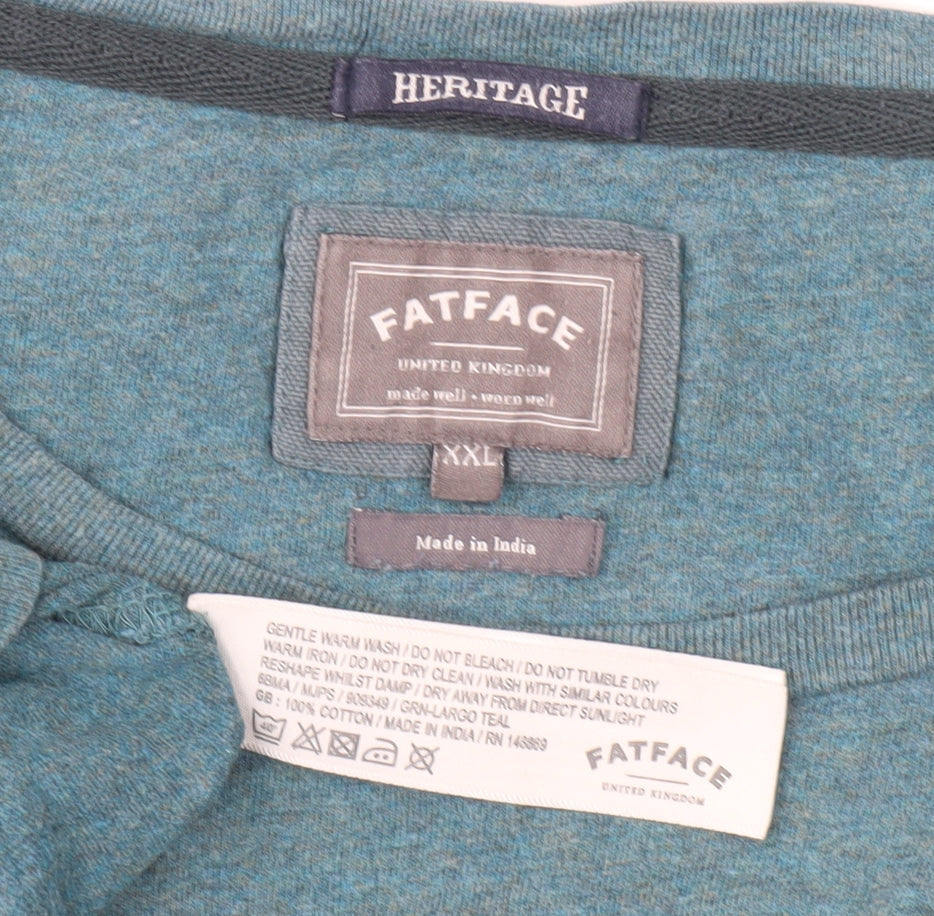 HERITAGE
FATFACE
UNITED KINGDOM
made well • worn well
XXL
Made in India
GENTLE WARM WASH / DO NOT BLEACH / DO NOT TUMBLE DRY
WARM IRON / DO NOT DRY CLEAN / WASH WITH SIMILAR COLOURS
RESHAPE WHILST DAMP / DRY AWAY FROM DIRECT SUNLIGHT
6BMA / MJPS / 909349 / GRN-LARGO TEAL
GB : 100% COTTON / MADE IN INDIA / RN 146869
40°
FATFACE
UNITED KINGDOM